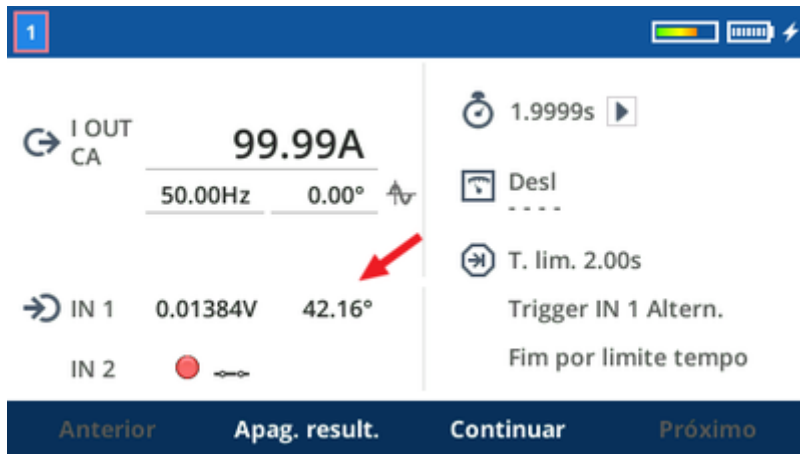 1
I OUT
CA
99.99A
50.00Hz 0.00°
IN 1 0.01384V 42.16°
IN 2
1.9999s
Desl
- - - -
T. lim. 2.00s
Trigger IN 1 Altern.
Fim por limite tempo
Anterior Apag. result. Continuar Próximo